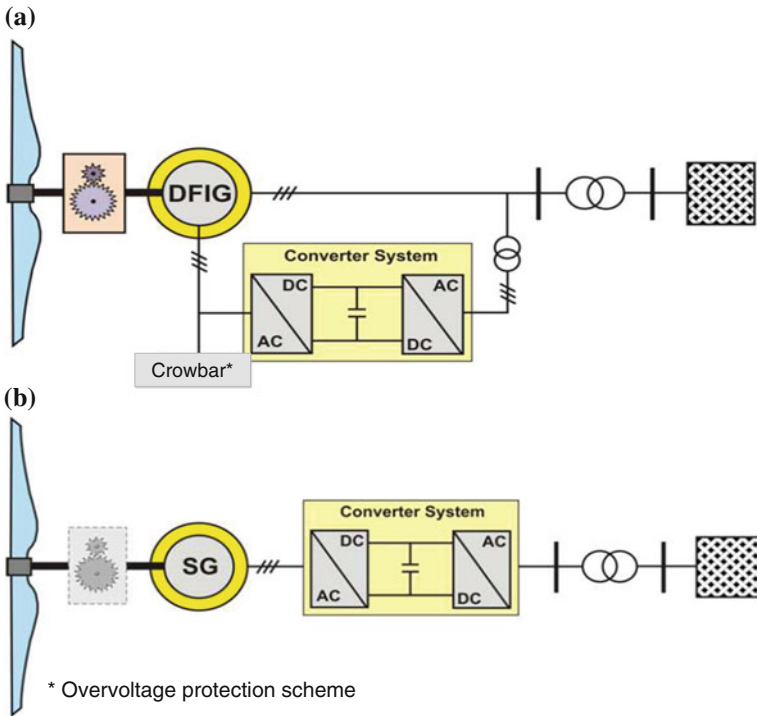 (a)
DFIG
Converter System
DC
AC
AC
DC
Crowbar*
(b)
SG
Converter System
DC
AC
AC
DC
* Overvoltage protection scheme